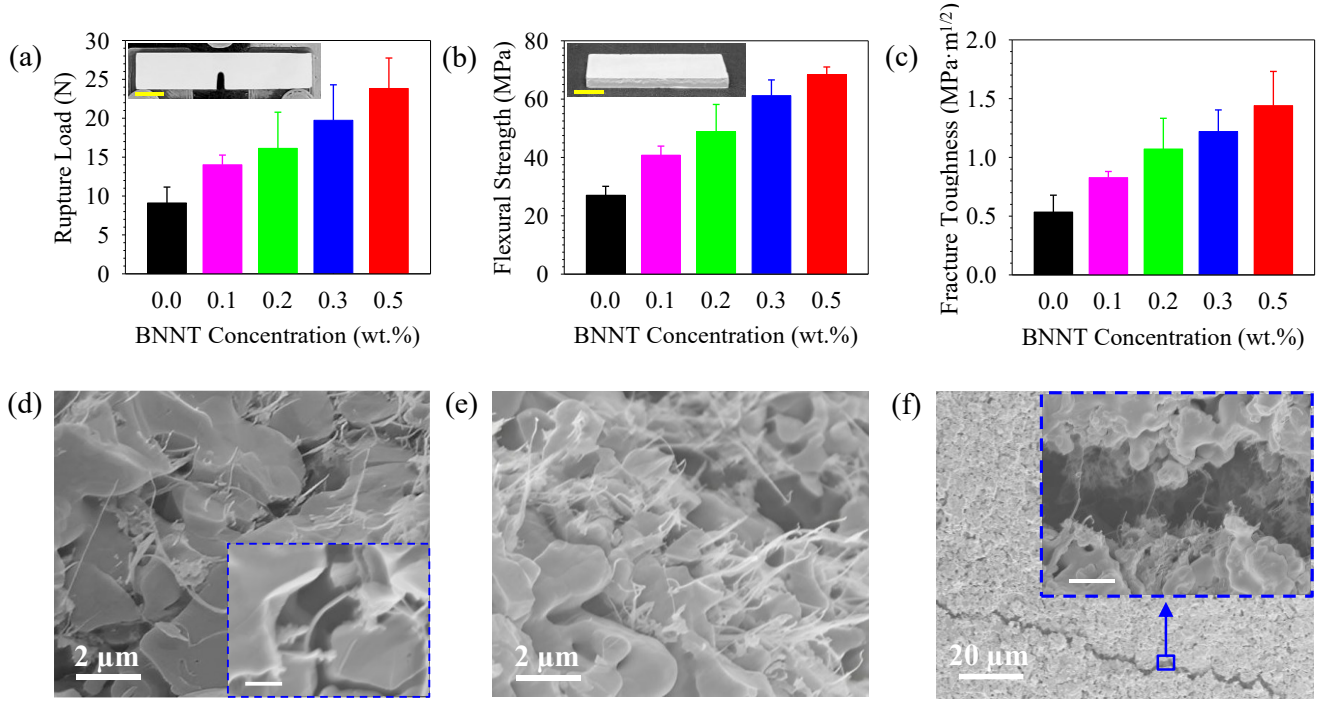 (a)
Rupture Load (N)
30
25
20
15
10
5
0
0.0 0.1 0.2 0.3 0.5
BNNT Concentration (wt.%)
(b)
Flexural Strength (MPa)
80
60
40
20
0
0.0 0.1 0.2 0.3 0.5
BNNT Concentration (wt.%)
(c)
Fracture Toughness (MPa·m^{1/2})
2.0
1.5
1.0
0.5
0.0
0.0 0.1 0.2 0.3 0.5
BNNT Concentration (wt.%)
(d)
2 µm
(e)
2 µm
(f)
20 µm